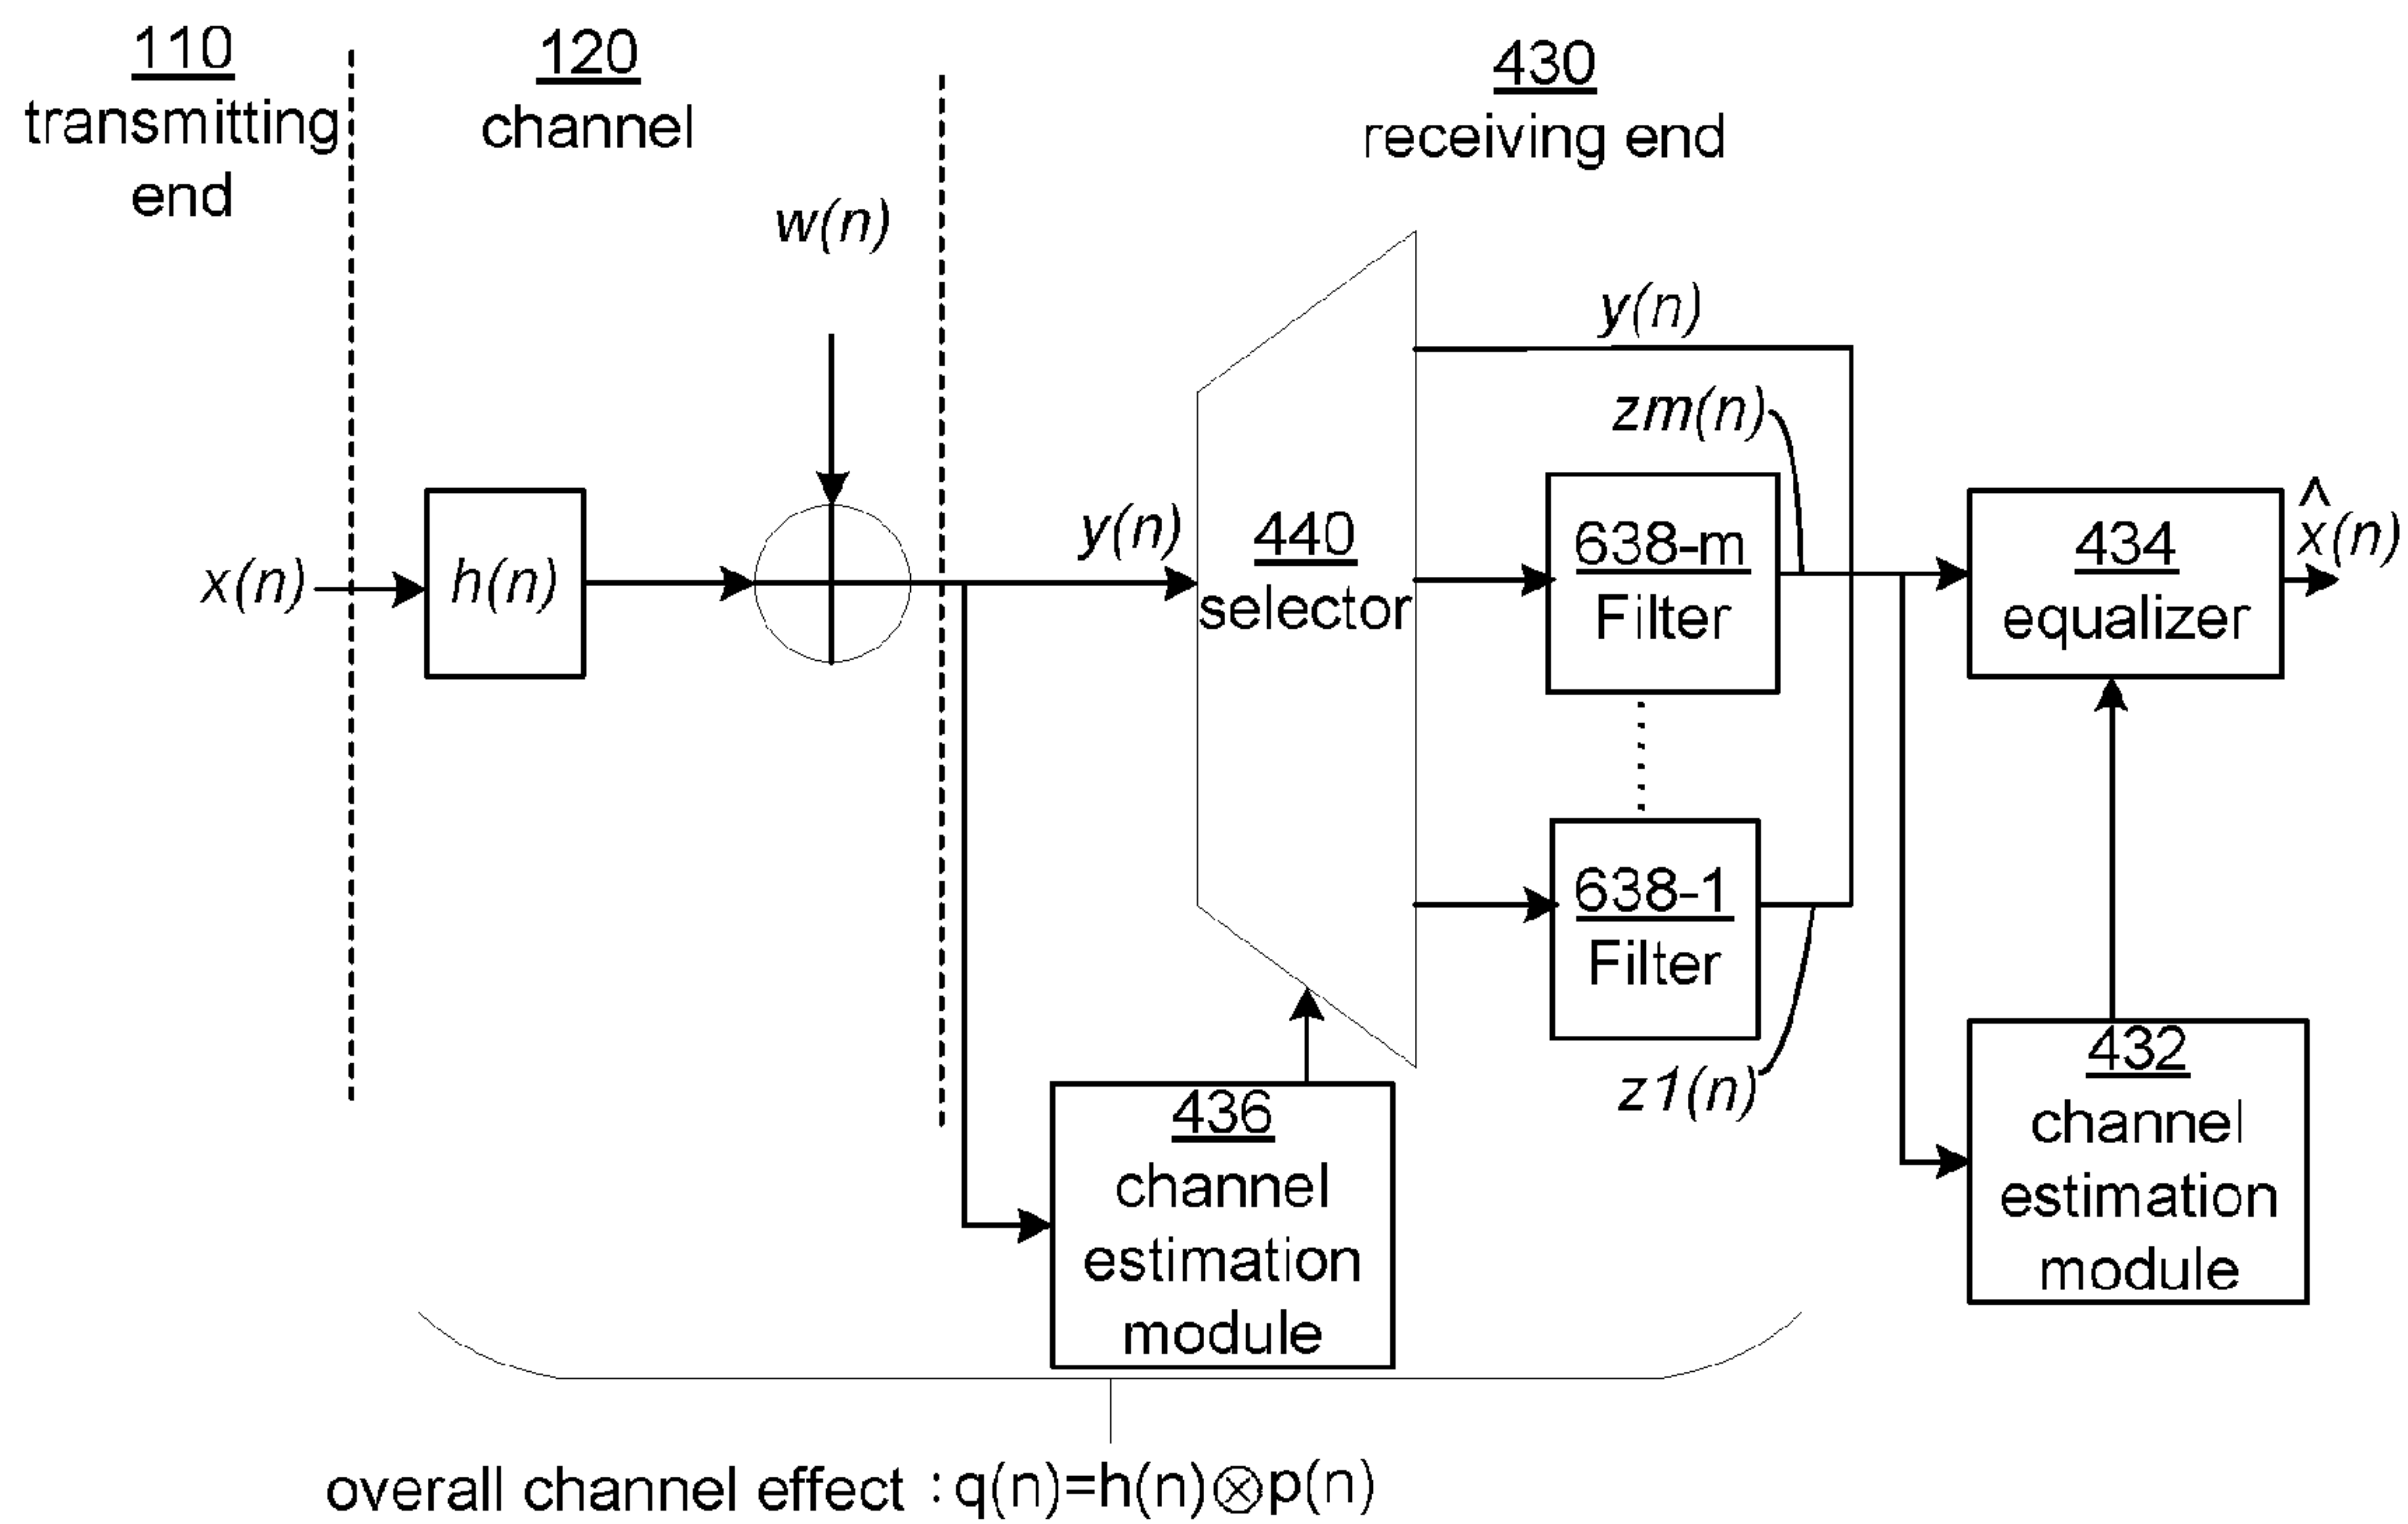 110
transmitting
end
120
channel
430
receiving end
w(n)
y(n)
zm(n)
x(n)
h(n)
y(n)
440
selector
638-m
Filter
434
equalizer
x̂(n)
638-1
Filter
z1(n)
436
channel
estimation
module
432
channel
estimation
module
overall channel effect : q(n)=h(n)⊗p(n)